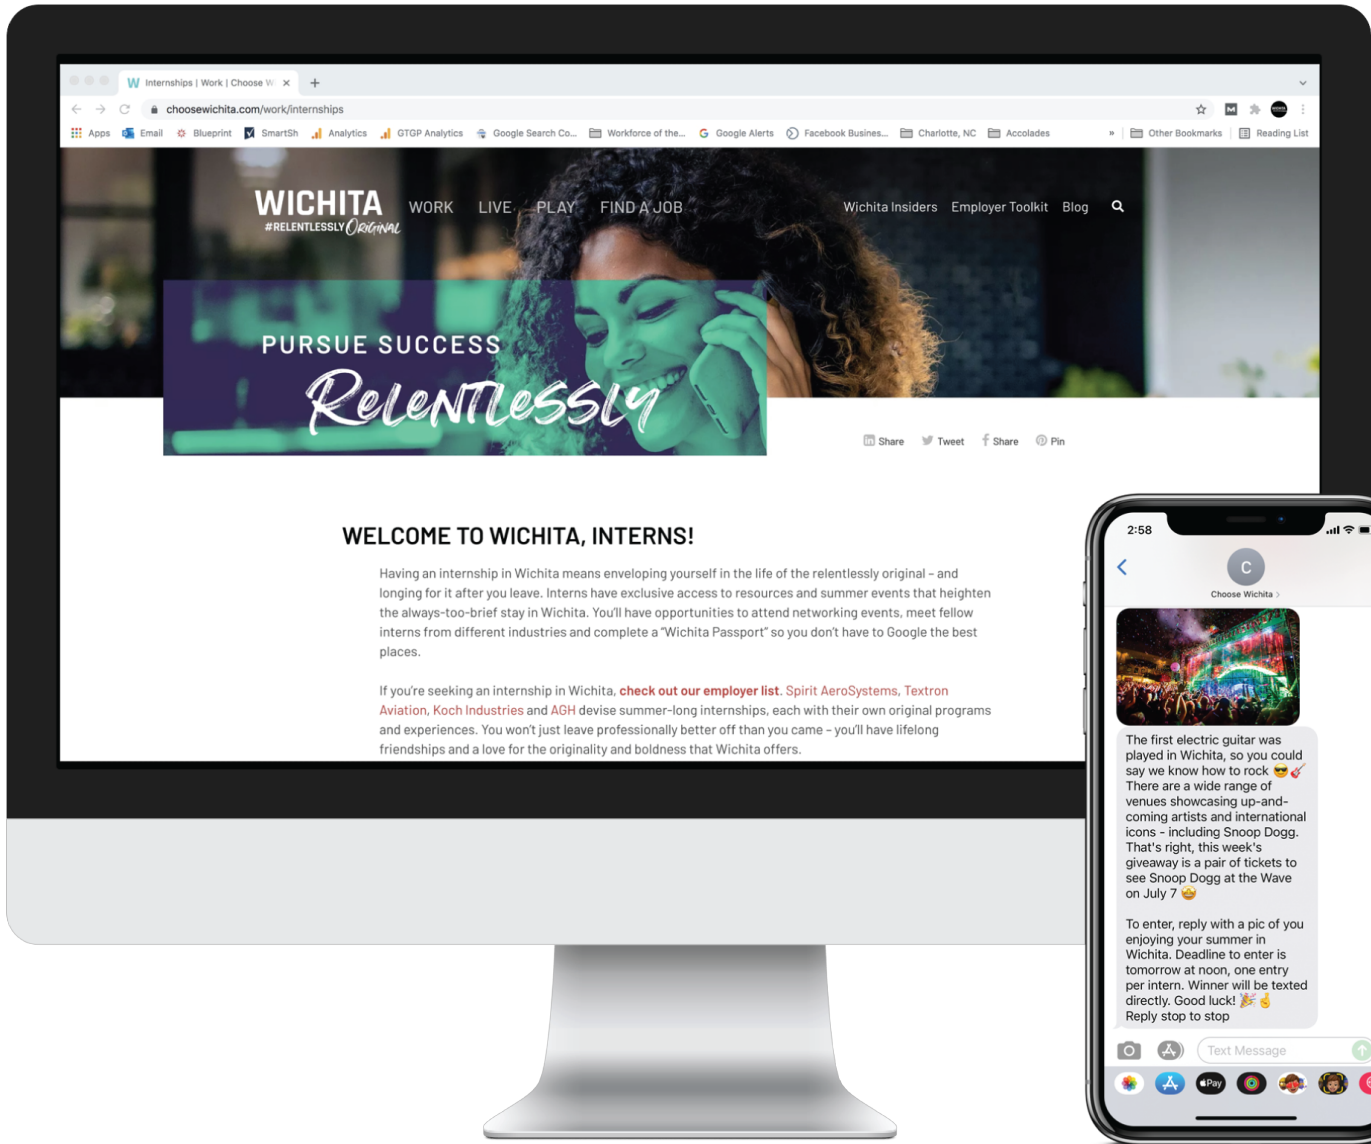 Internships | Work | Choose W
choosewichita.com/work/internships
Apps Email Blueprint SmartSh Analytics GTGP Analytics Google Search Co... Workforce of the... Google Alerts Facebook Busines... Charlotte, NC Accolades » Other Bookmarks Reading List
WICHITA WORK LIVE PLAY FIND A JOB Wichita Insiders Employer Toolkit Blog
#RELENTLESSLY Original
PURSUE SUCCESS
RELENTLESSLY
Share Tweet Share Pin
WELCOME TO WICHITA, INTERNS!
Having an internship in Wichita means enveloping yourself in the life of the relentlessly original – and
longing for it after you leave. Interns have exclusive access to resources and summer events that heighten
the always-too-brief stay in Wichita. You'll have opportunities to attend networking events, meet fellow
interns from different industries and complete a "Wichita Passport" so you don't have to Google the best
places.
If you're seeking an internship in Wichita, check out our employer list. Spirit AeroSystems, Textron
Aviation, Koch Industries and AGH devise summer-long internships, each with their own original programs
and experiences. You won't just leave professionally better off than you came – you'll have lifelong
friendships and a love for the originality and boldness that Wichita offers.
2:58
C
Choose Wichita
The first electric guitar was
played in Wichita, so you could
say we know how to rock 😎🎸
There are a wide range of
venues showcasing up-and-
coming artists and international
icons - including Snoop Dogg.
That's right, this week's
giveaway is a pair of tickets to
see Snoop Dogg at the Wave
on July 7 🤩
To enter, reply with a pic of you
enjoying your summer in
Wichita. Deadline to enter is
tomorrow at noon, one entry
per intern. Winner will be texted
directly. Good luck! 🎉🤞
Reply stop to stop
Text Message
Pay